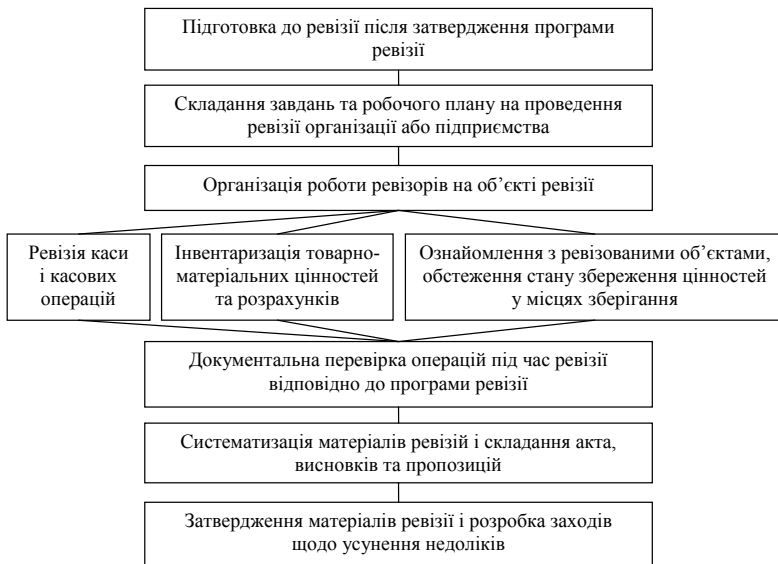 Підготовка до ревізії після затвердження програми
ревізії
Складання завдань та робочого плану на проведення
ревізії організації або підприємства
Організація роботи ревізорів на об’єкті ревізії
Ревізія каси
і касових
операцій
Інвентаризація товарно-
матеріальних цінностей
та розрахунків
Ознайомлення з ревізованими об’єктами,
обстеження стану збереження цінностей
у місцях зберігання
Документальна перевірка операцій під час ревізії
відповідно до програми ревізії
Систематизація матеріалів ревізій і складання акта,
висновків та пропозицій
Затвердження матеріалів ревізії і розробка заходів
щодо усунення недоліків